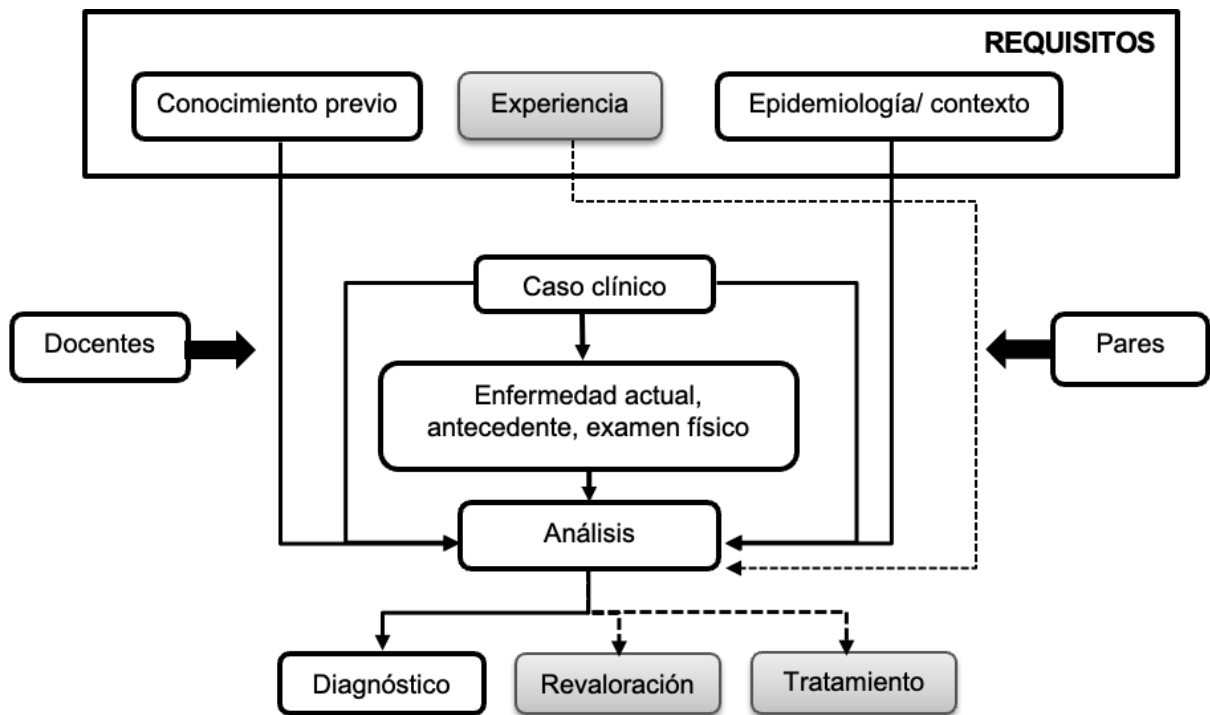 REQUISITOS
Conocimiento previo
Experiencia
Epidemiología/ contexto
Caso clínico
Docentes
Pares
Enfermedad actual,
antecedente, examen físico
Análisis
Diagnóstico
Revaloración
Tratamiento